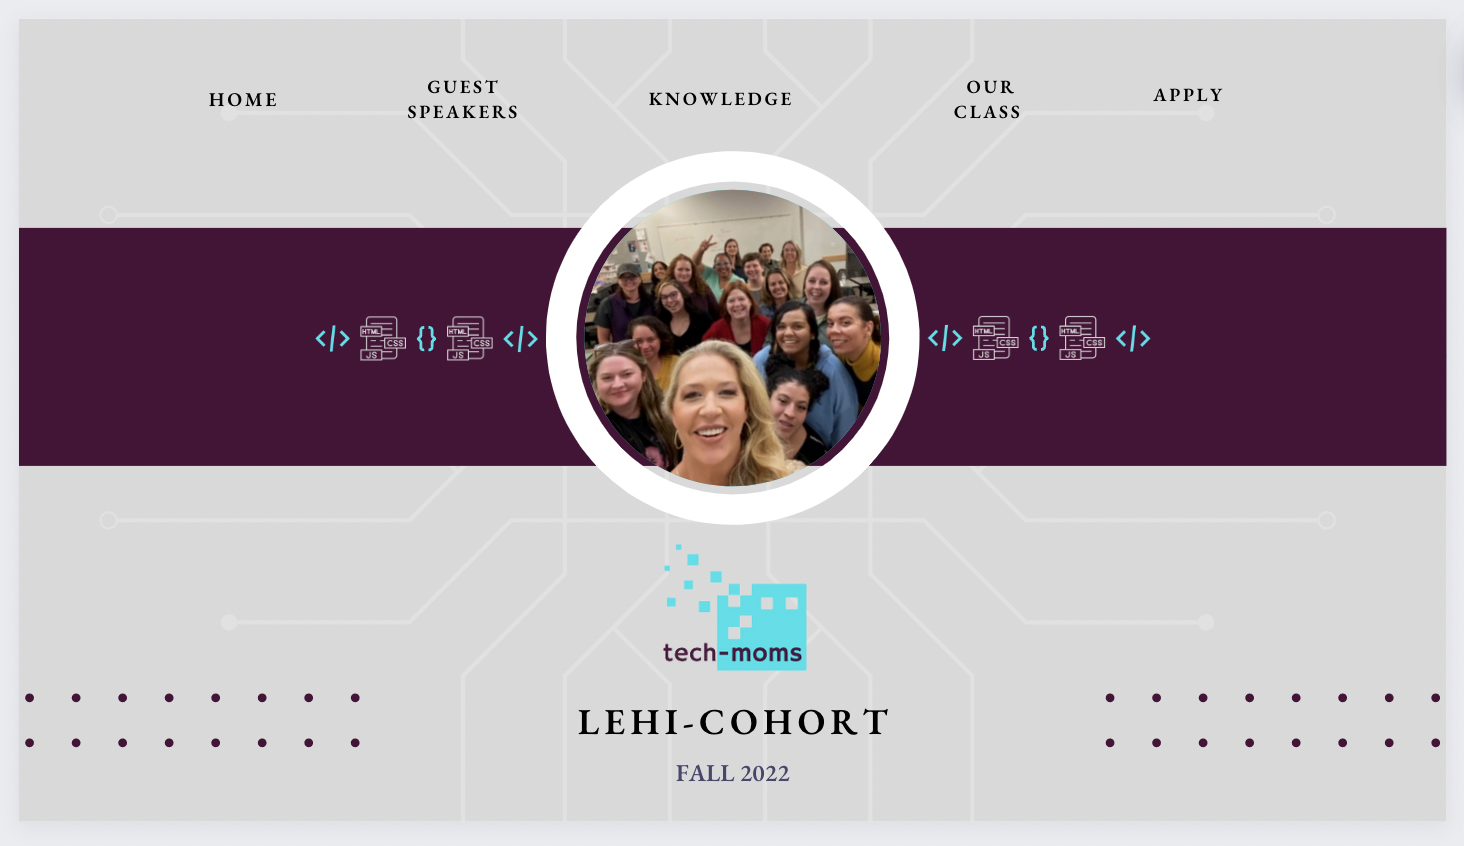 HOME
GUEST
SPEAKERS
KNOWLEDGE
OUR
CLASS
APPLY
</> HTML CSS JS {} HTML CSS JS </>
</> HTML CSS JS {} HTML CSS JS </>
tech-moms
LEHI-COHORT
FALL 2022